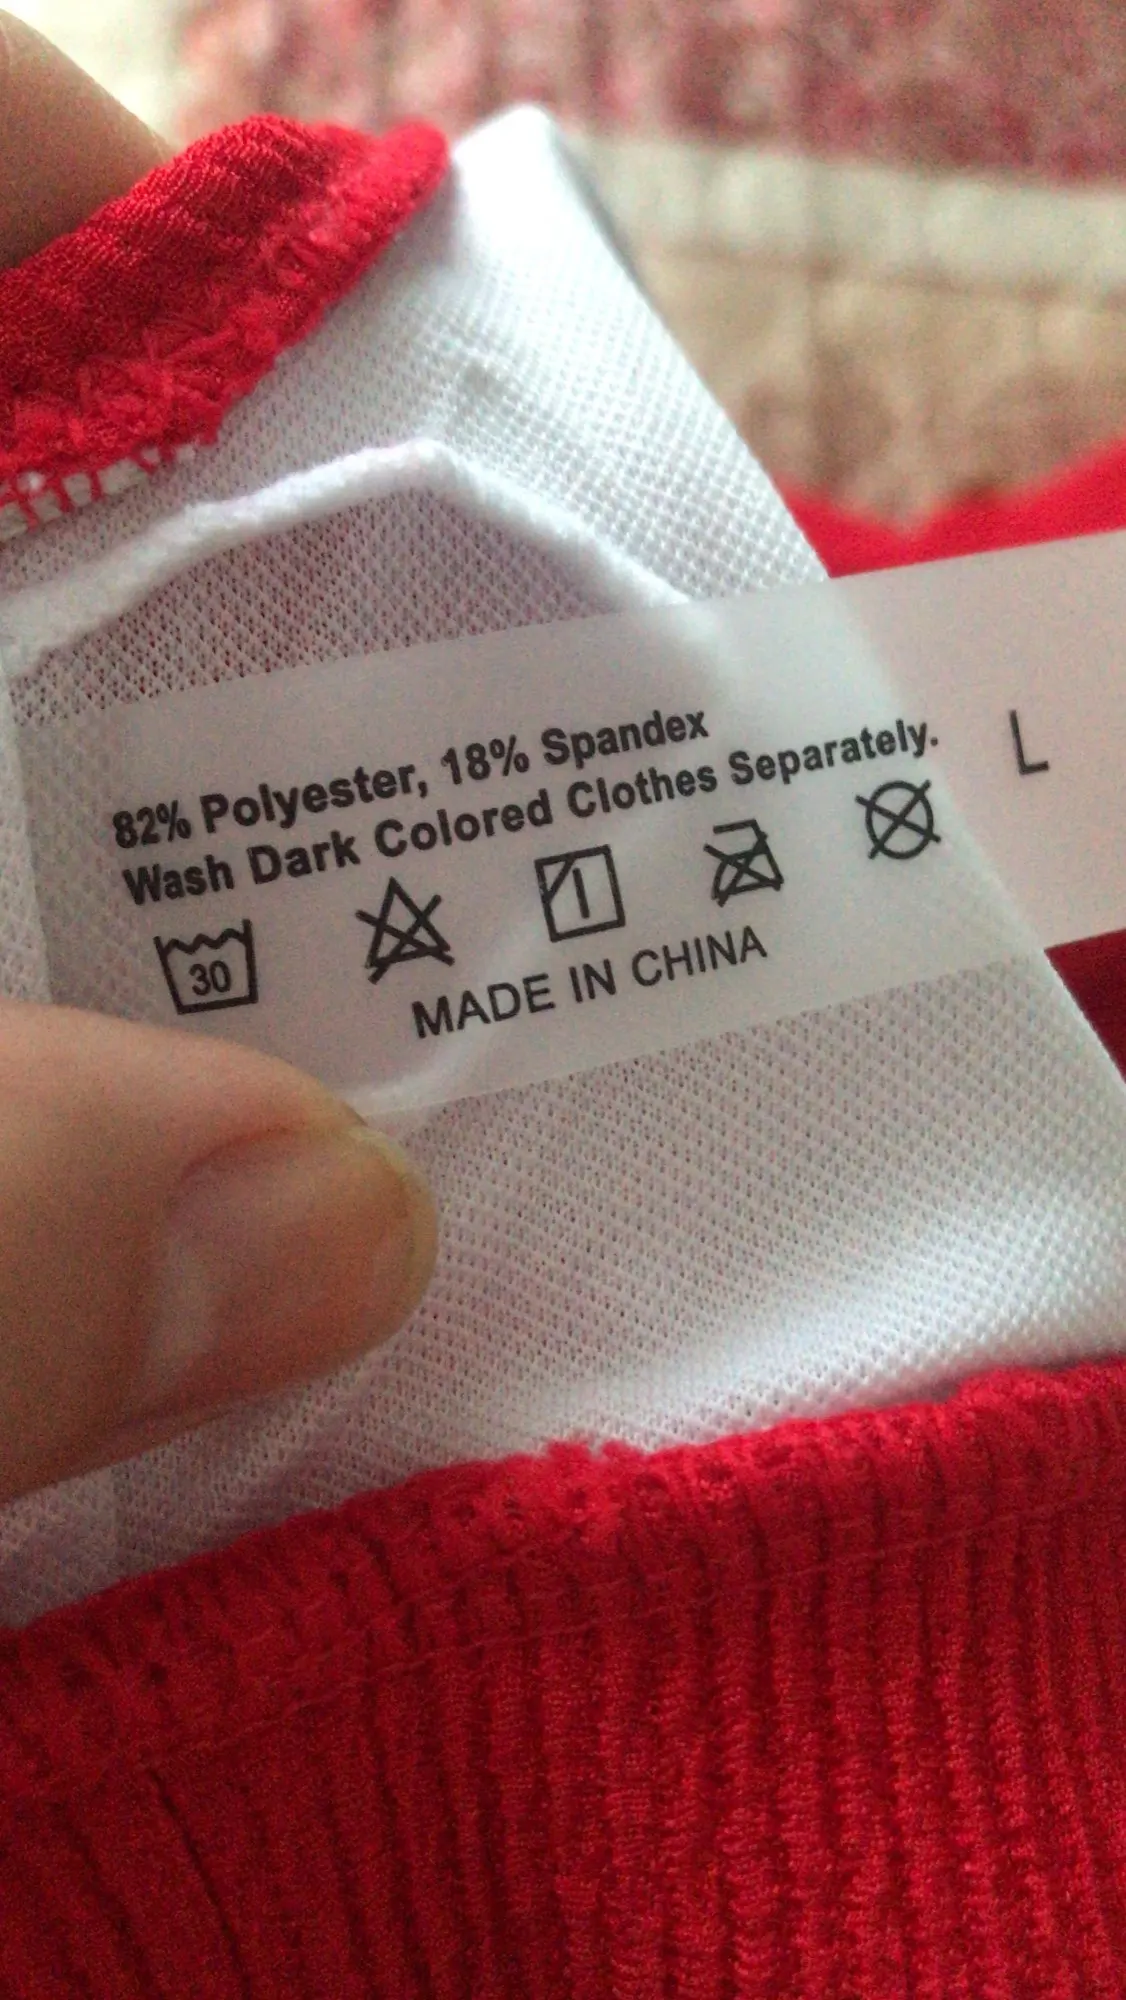 82% Polyester, 18% Spandex
Wash Dark Colored Clothes Separately.
L
30
MADE IN CHINA